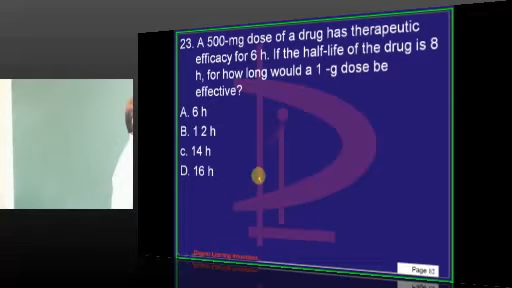 23. A 500-mg dose of a drug has therapeutic
efficacy for 6 h. If the half-life of the drug is 8
h, for how long would a 1 -g dose be
effective?
A. 6 h
B. 1 2 h
c. 14 h
D. 16 h
Page